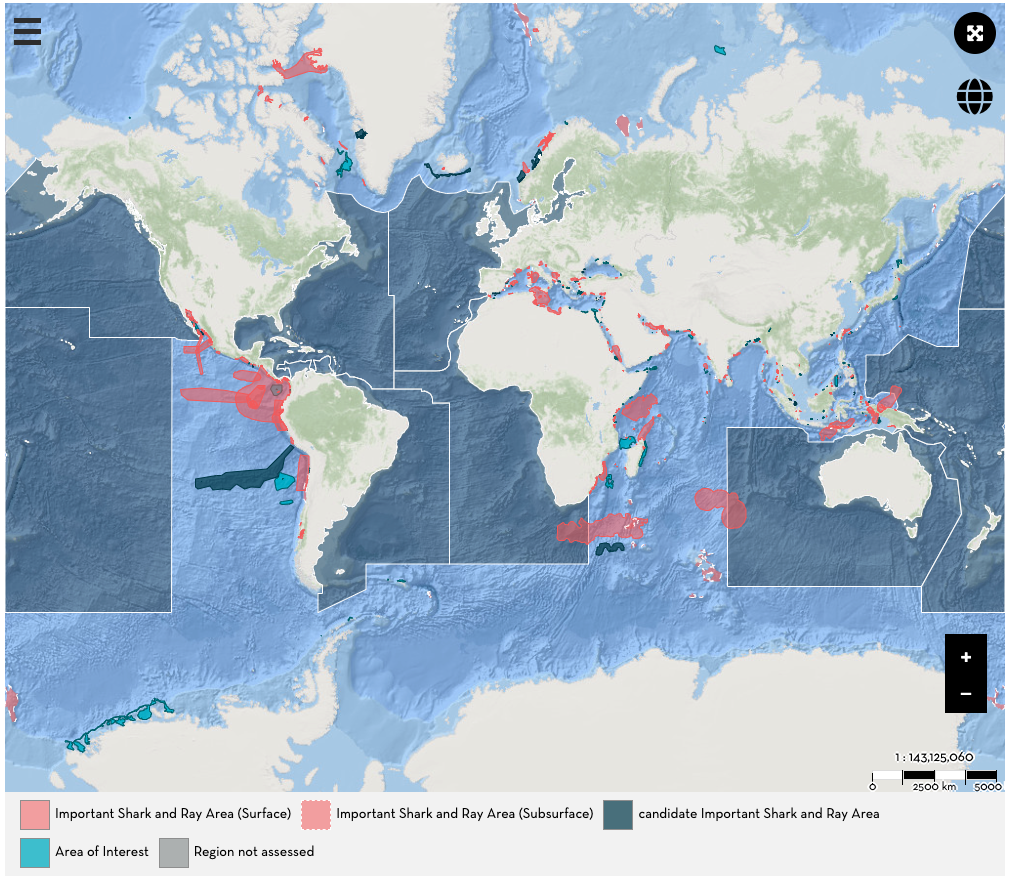 +
−
1 : 143,125,060
0 2500 km 5000
Important Shark and Ray Area (Surface) Important Shark and Ray Area (Subsurface) candidate Important Shark and Ray Area
Area of Interest Region not assessed